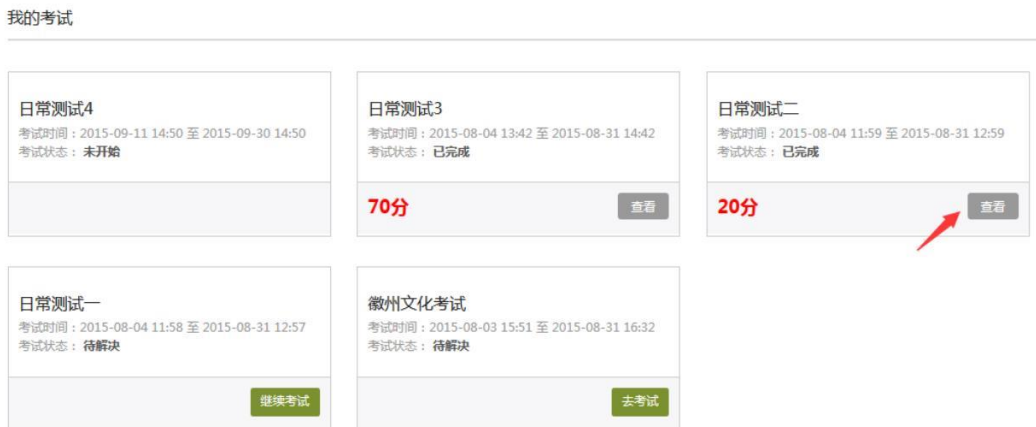 我的考试
日常测试4
考试时间：2015-09-11 14:50 至 2015-09-30 14:50
考试状态：未开始
日常测试3
考试时间：2015-08-04 13:42 至 2015-08-31 14:42
考试状态：已完成
70分
查看
日常测试二
考试时间：2015-08-04 11:59 至 2015-08-31 12:59
考试状态：已完成
20分
查看
日常测试一
考试时间：2015-08-04 11:58 至 2015-08-31 12:57
考试状态：待解决
继续考试
徽州文化考试
考试时间：2015-08-03 15:51 至 2015-08-31 16:32
考试状态：待解决
去考试